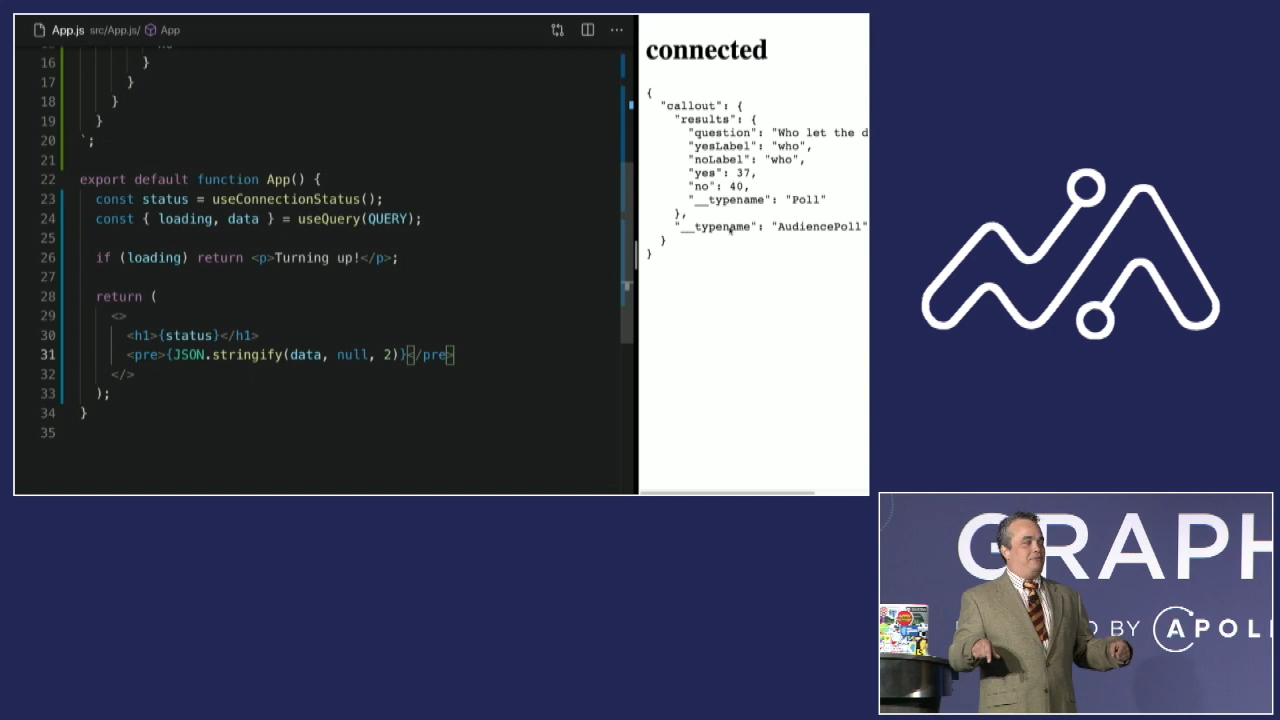 App.js src/App.js/ App
16 }
17 }
18 }
19 }
20 `;
21
22 export default function App() {
23 const status = useConnectionStatus();
24 const { loading, data } = useQuery(QUERY);
25
26 if (loading) return <p>Turning up!</p>;
27
28 return (
29 <>
30 <h1>{status}</h1>
31 <pre>{JSON.stringify(data, null, 2)}</pre>
32 </>
33 );
34 }
35
connected
{
"callout": {
"results": {
"question": "Who let the d
"yesLabel": "who",
"noLabel": "who",
"yes": 37,
"no": 40,
"__typename": "Poll"
},
"__typename": "AudiencePoll"
}
}
GRAPH
D BY APOL